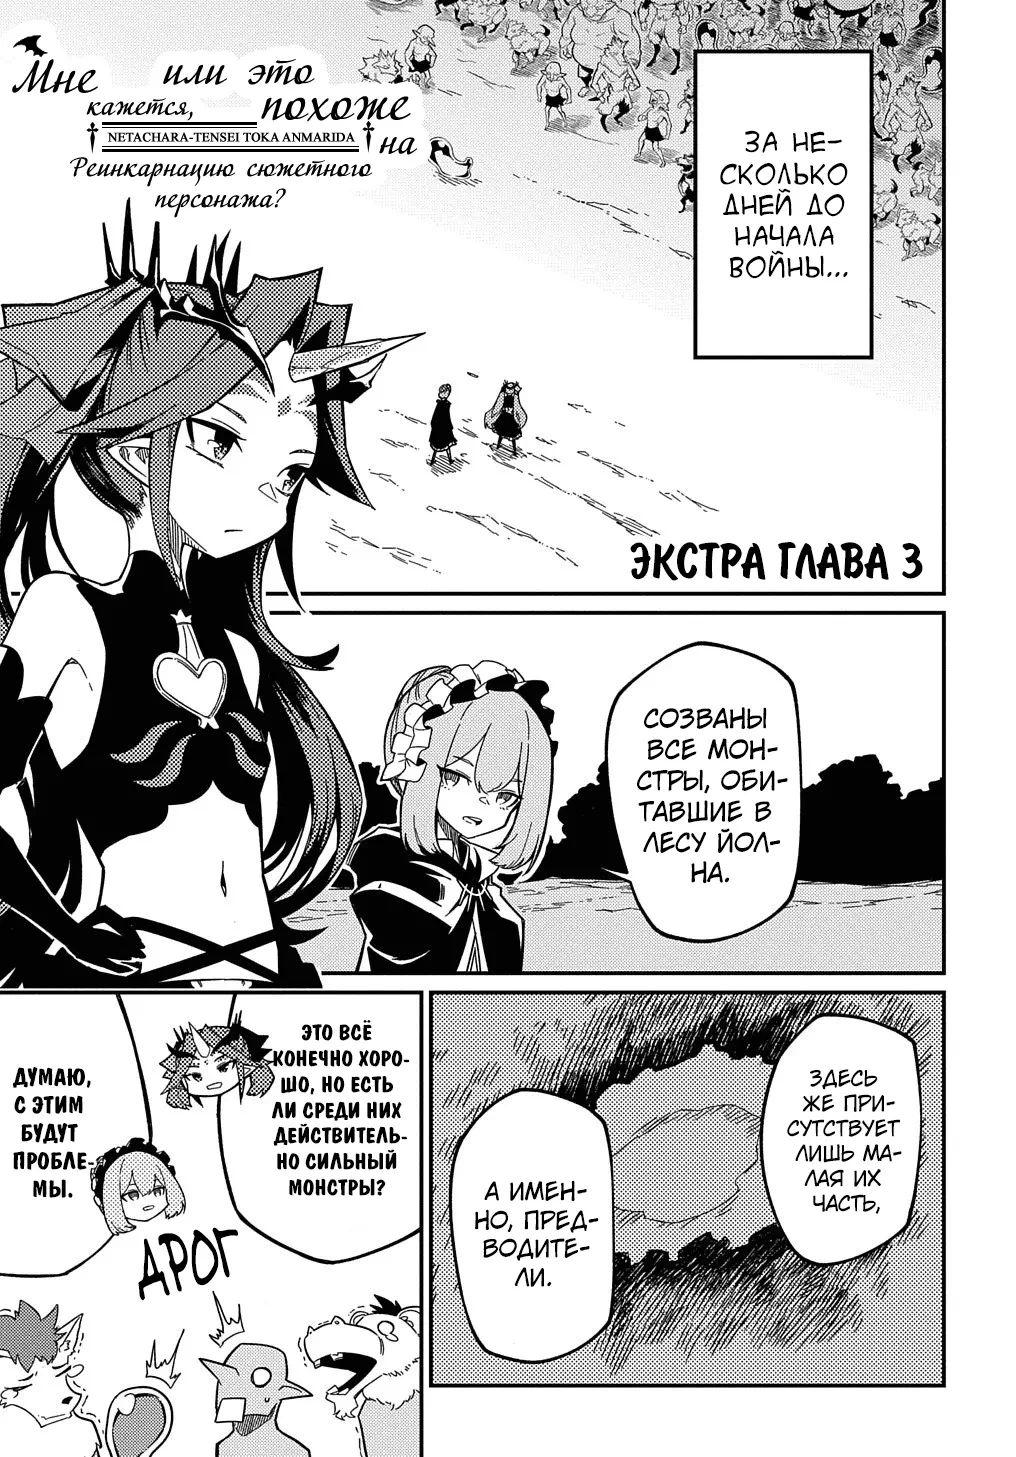 Мне или это
кажется, похоже
NETACHARA-TENSEI TOKA ANMARIDA
на
Реинкарнацию сюжетного
персонажа?
ЗА НЕ-
СКОЛЬКО
ДНЕЙ ДО
НАЧАЛА
ВОЙНЫ...
ЭКСТРА ГЛАВА 3
СОЗВАНЫ
ВСЕ МОН-
СТРЫ, ОБИ-
ТАВШИЕ В
ЛЕСУ ЙОЛ-
НА.
ЗДЕСЬ
ЖЕ ПРИ-
СУТСТВУЕТ
ЛИШЬ МА-
ЛАЯ ИХ
ЧАСТЬ,
А ИМЕН-
НО, ПРЕД-
ВОДИТЕ-
ЛИ.
ЭТО ВСЁ
КОНЕЧНО ХОРО-
ШО, НО ЕСТЬ
ЛИ СРЕДИ НИХ
ДЕЙСТВИТЕЛЬ-
НО СИЛЬНЫЙ
МОНСТРЫ?
ДУМАЮ,
С ЭТИМ
БУДУТ
ПРОБЛЕ-
МЫ.
ДРОГ